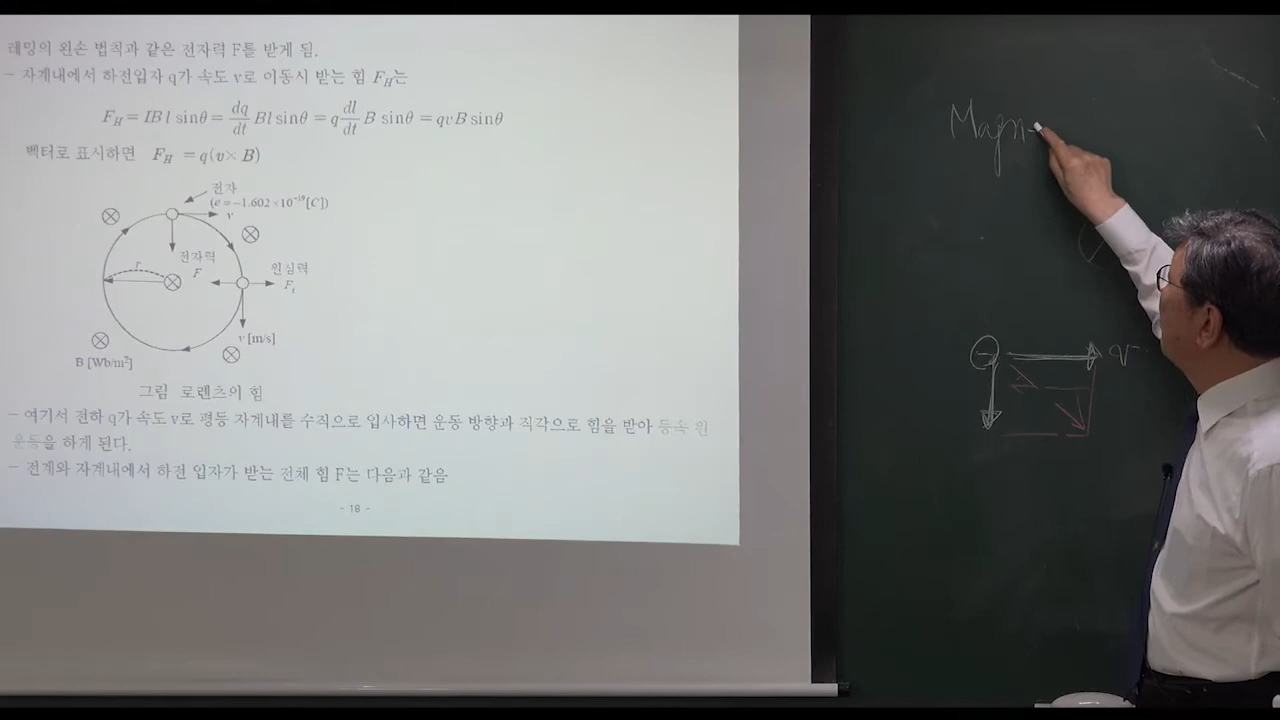 레밍의 왼손 법칙과 같은 전자력 F를 받게 됨.
- 자계내에서 하전입자 q가 속도 v로 이동시 받는 힘 F_H는
F_H = IBl sinθ = dq/dt Bl sinθ = q dl/dt B sinθ = qvB sinθ
벡터로 표시하면 F_H = q(v×B)
전자
(e = -1.602×10^-19[C])
v
전자력
F
r
원심력
F_r
v [m/s]
B [Wb/m²]
그림 로렌츠의 힘
- 여기서 전하 q가 속도 v로 평등 자계내를 수직으로 입사하면 운동 방향과 직각으로 힘을 받아 등속 원
운동을 하게 된다.
- 전계와 자계내에서 하전 입자가 받는 전체 힘 F는 다음과 같음
- 18 -
Magn
v